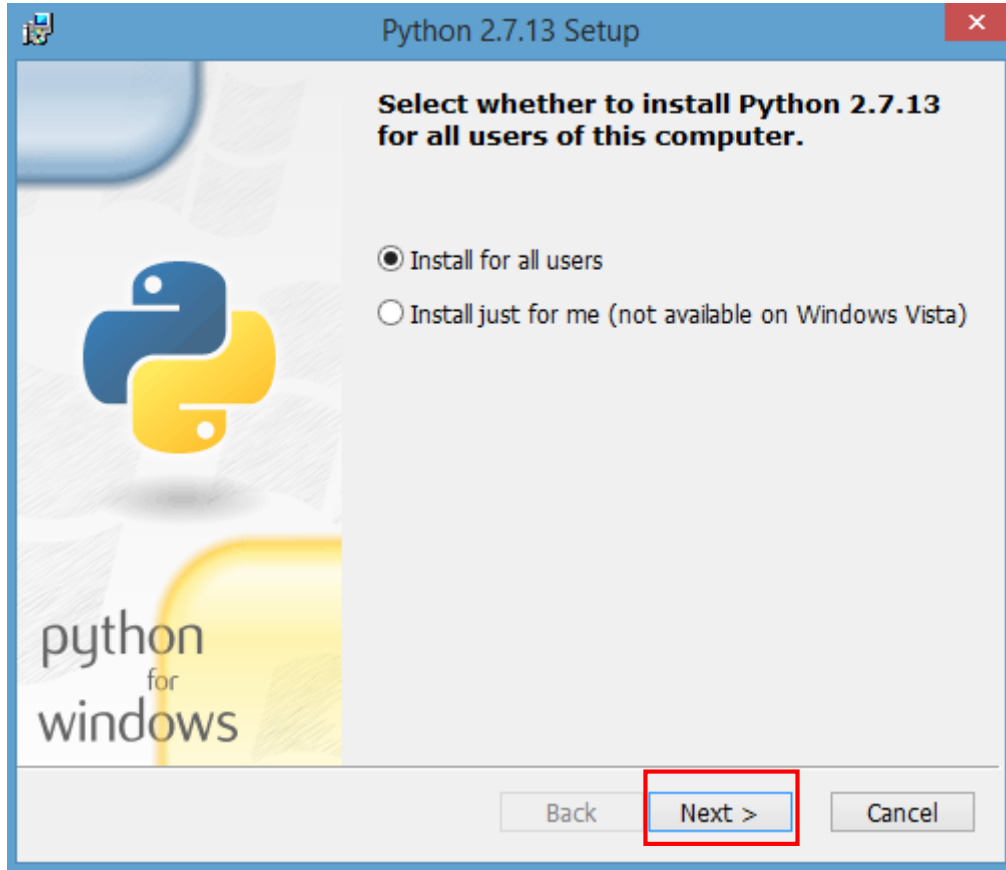 Python 2.7.13 Setup
Select whether to install Python 2.7.13
for all users of this computer.
Install for all users
Install just for me (not available on Windows Vista)
python
for
windows
Back
Next >
Cancel